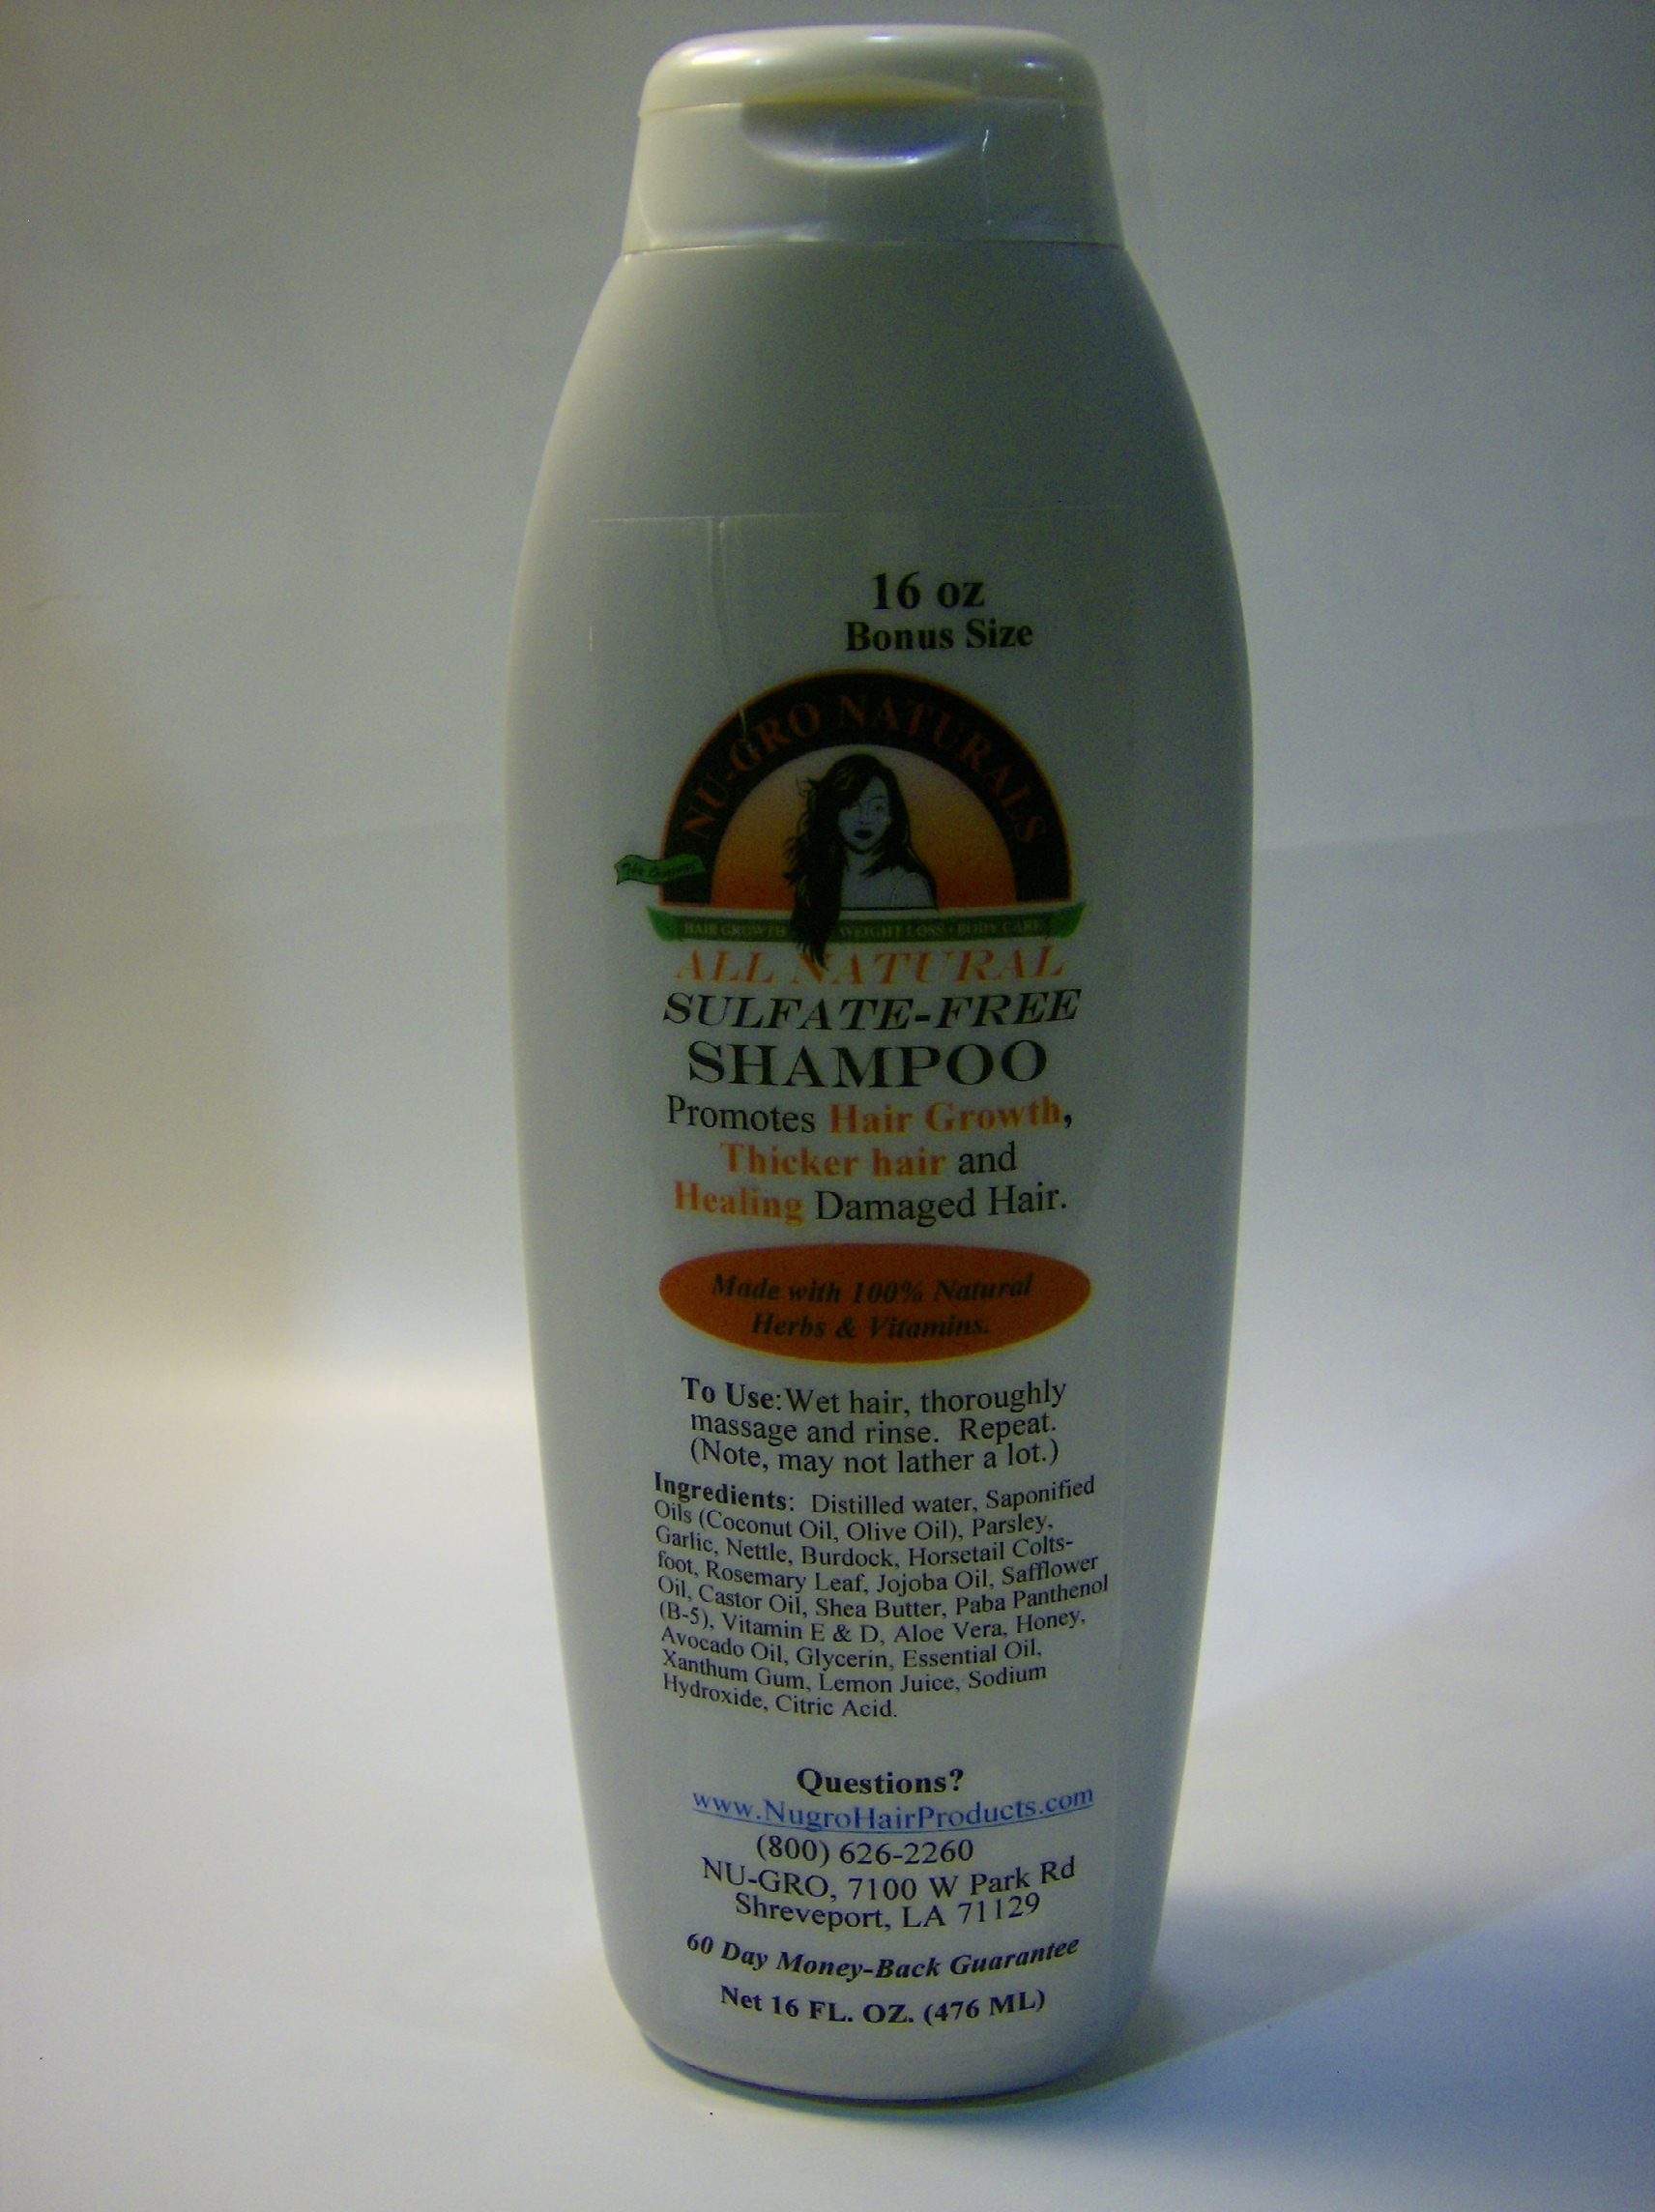 16 oz
Bonus Size
NU-GRO NATURALS
The Original
HAIR GROWTH WEIGHT LOSS • BODY CARE
ALL NATURAL
SULFATE-FREE
SHAMPOO
Promotes Hair Growth,
Thicker hair and
Healing Damaged Hair.
Made with 100% Natural
Herbs & Vitamins.
To Use:Wet hair, thoroughly
massage and rinse. Repeat.
(Note, may not lather a lot.)
Ingredients: Distilled water, Saponified
Oils (Coconut Oil, Olive Oil), Parsley,
Garlic, Nettle, Burdock, Horsetail Colts-
foot, Rosemary Leaf, Jojoba Oil, Safflower
Oil, Castor Oil, Shea Butter, Paba Panthenol
(B-5), Vitamin E & D, Aloe Vera, Honey,
Avocado Oil, Glycerin, Essential Oil,
Xanthum Gum, Lemon Juice, Sodium
Hydroxide, Citric Acid.
Questions?
www.NugroHairProducts.com
(800) 626-2260
NU-GRO, 7100 W Park Rd
Shreveport, LA 71129
60 Day Money-Back Guarantee
Net 16 FL. OZ. (476 ML)